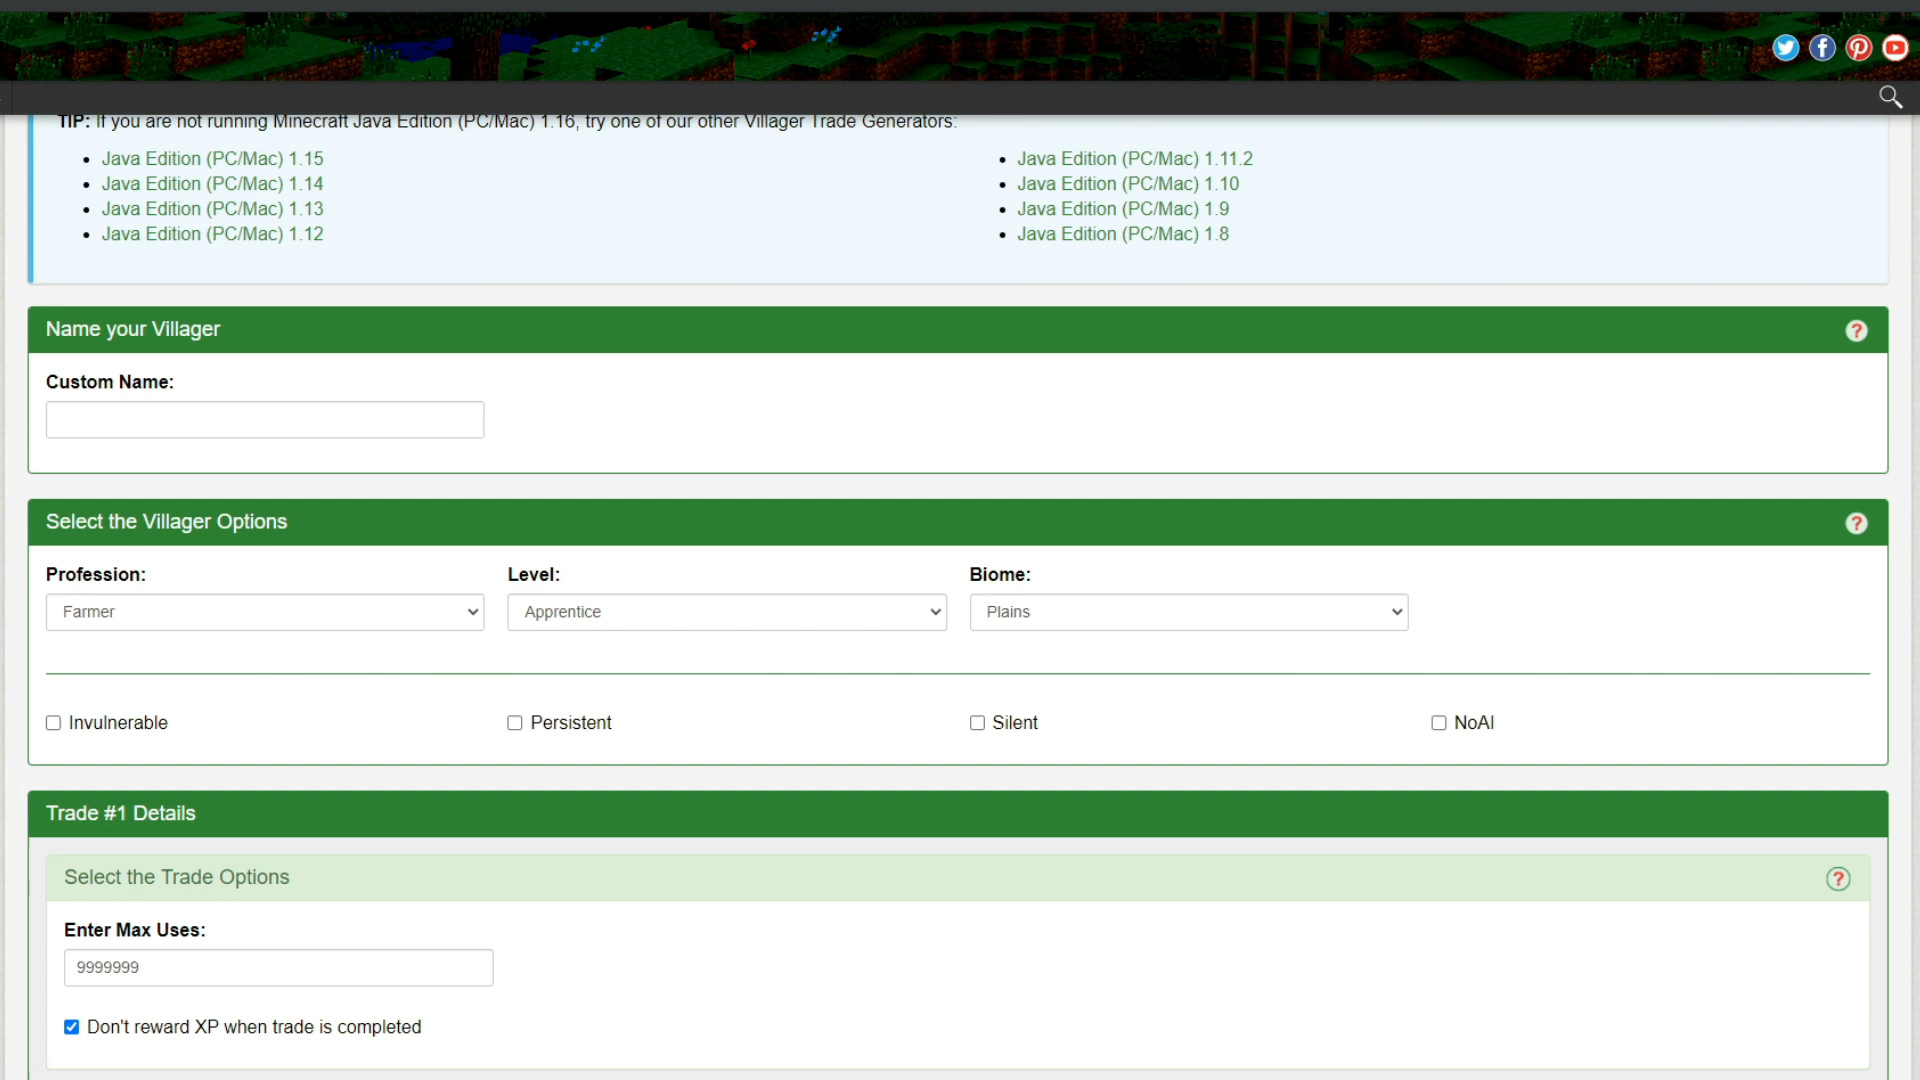 TIP: If you are not running Minecraft Java Edition (PC/Mac) 1.16, try one of our other Villager Trade Generators:
Java Edition (PC/Mac) 1.15
Java Edition (PC/Mac) 1.14
Java Edition (PC/Mac) 1.13
Java Edition (PC/Mac) 1.12
Java Edition (PC/Mac) 1.11.2
Java Edition (PC/Mac) 1.10
Java Edition (PC/Mac) 1.9
Java Edition (PC/Mac) 1.8
Name your Villager ?
Custom Name:
Select the Villager Options ?
Profession: Level: Biome:
Farmer Apprentice Plains
Invulnerable Persistent Silent NoAI
Trade #1 Details
Select the Trade Options ?
Enter Max Uses:
9999999
Don't reward XP when trade is completed